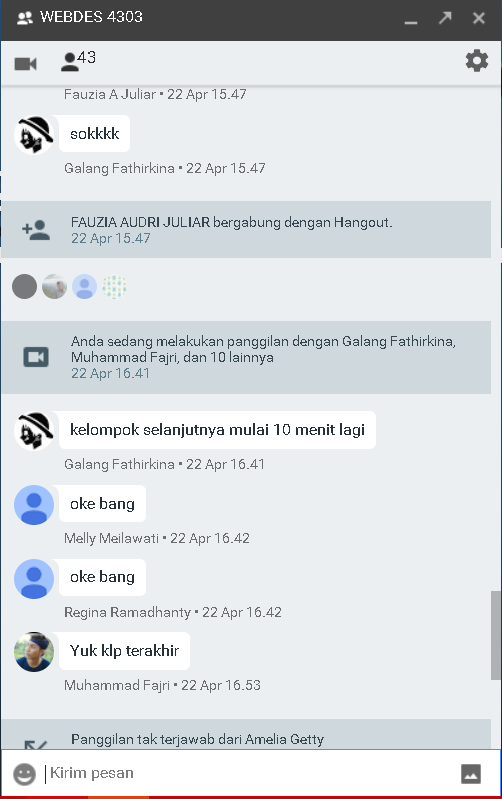 WEBDES 4303
43
Fauzia A Juliar • 22 Apr 15.47
sokkkk
Galang Fathirkina • 22 Apr 15.47
FAUZIA AUDRI JULIAR bergabung dengan Hangout.
22 Apr 15.47
Anda sedang melakukan panggilan dengan Galang Fathirkina,
Muhammad Fajri, dan 10 lainnya
22 Apr 16.41
kelompok selanjutnya mulai 10 menit lagi
Galang Fathirkina • 22 Apr 16.41
oke bang
Melly Meilawati • 22 Apr 16.42
oke bang
Regina Ramadhanty • 22 Apr 16.42
Yuk klp terakhir
Muhammad Fajri • 22 Apr 16.53
Panggilan tak terjawab dari Amelia Getty
Kirim pesan